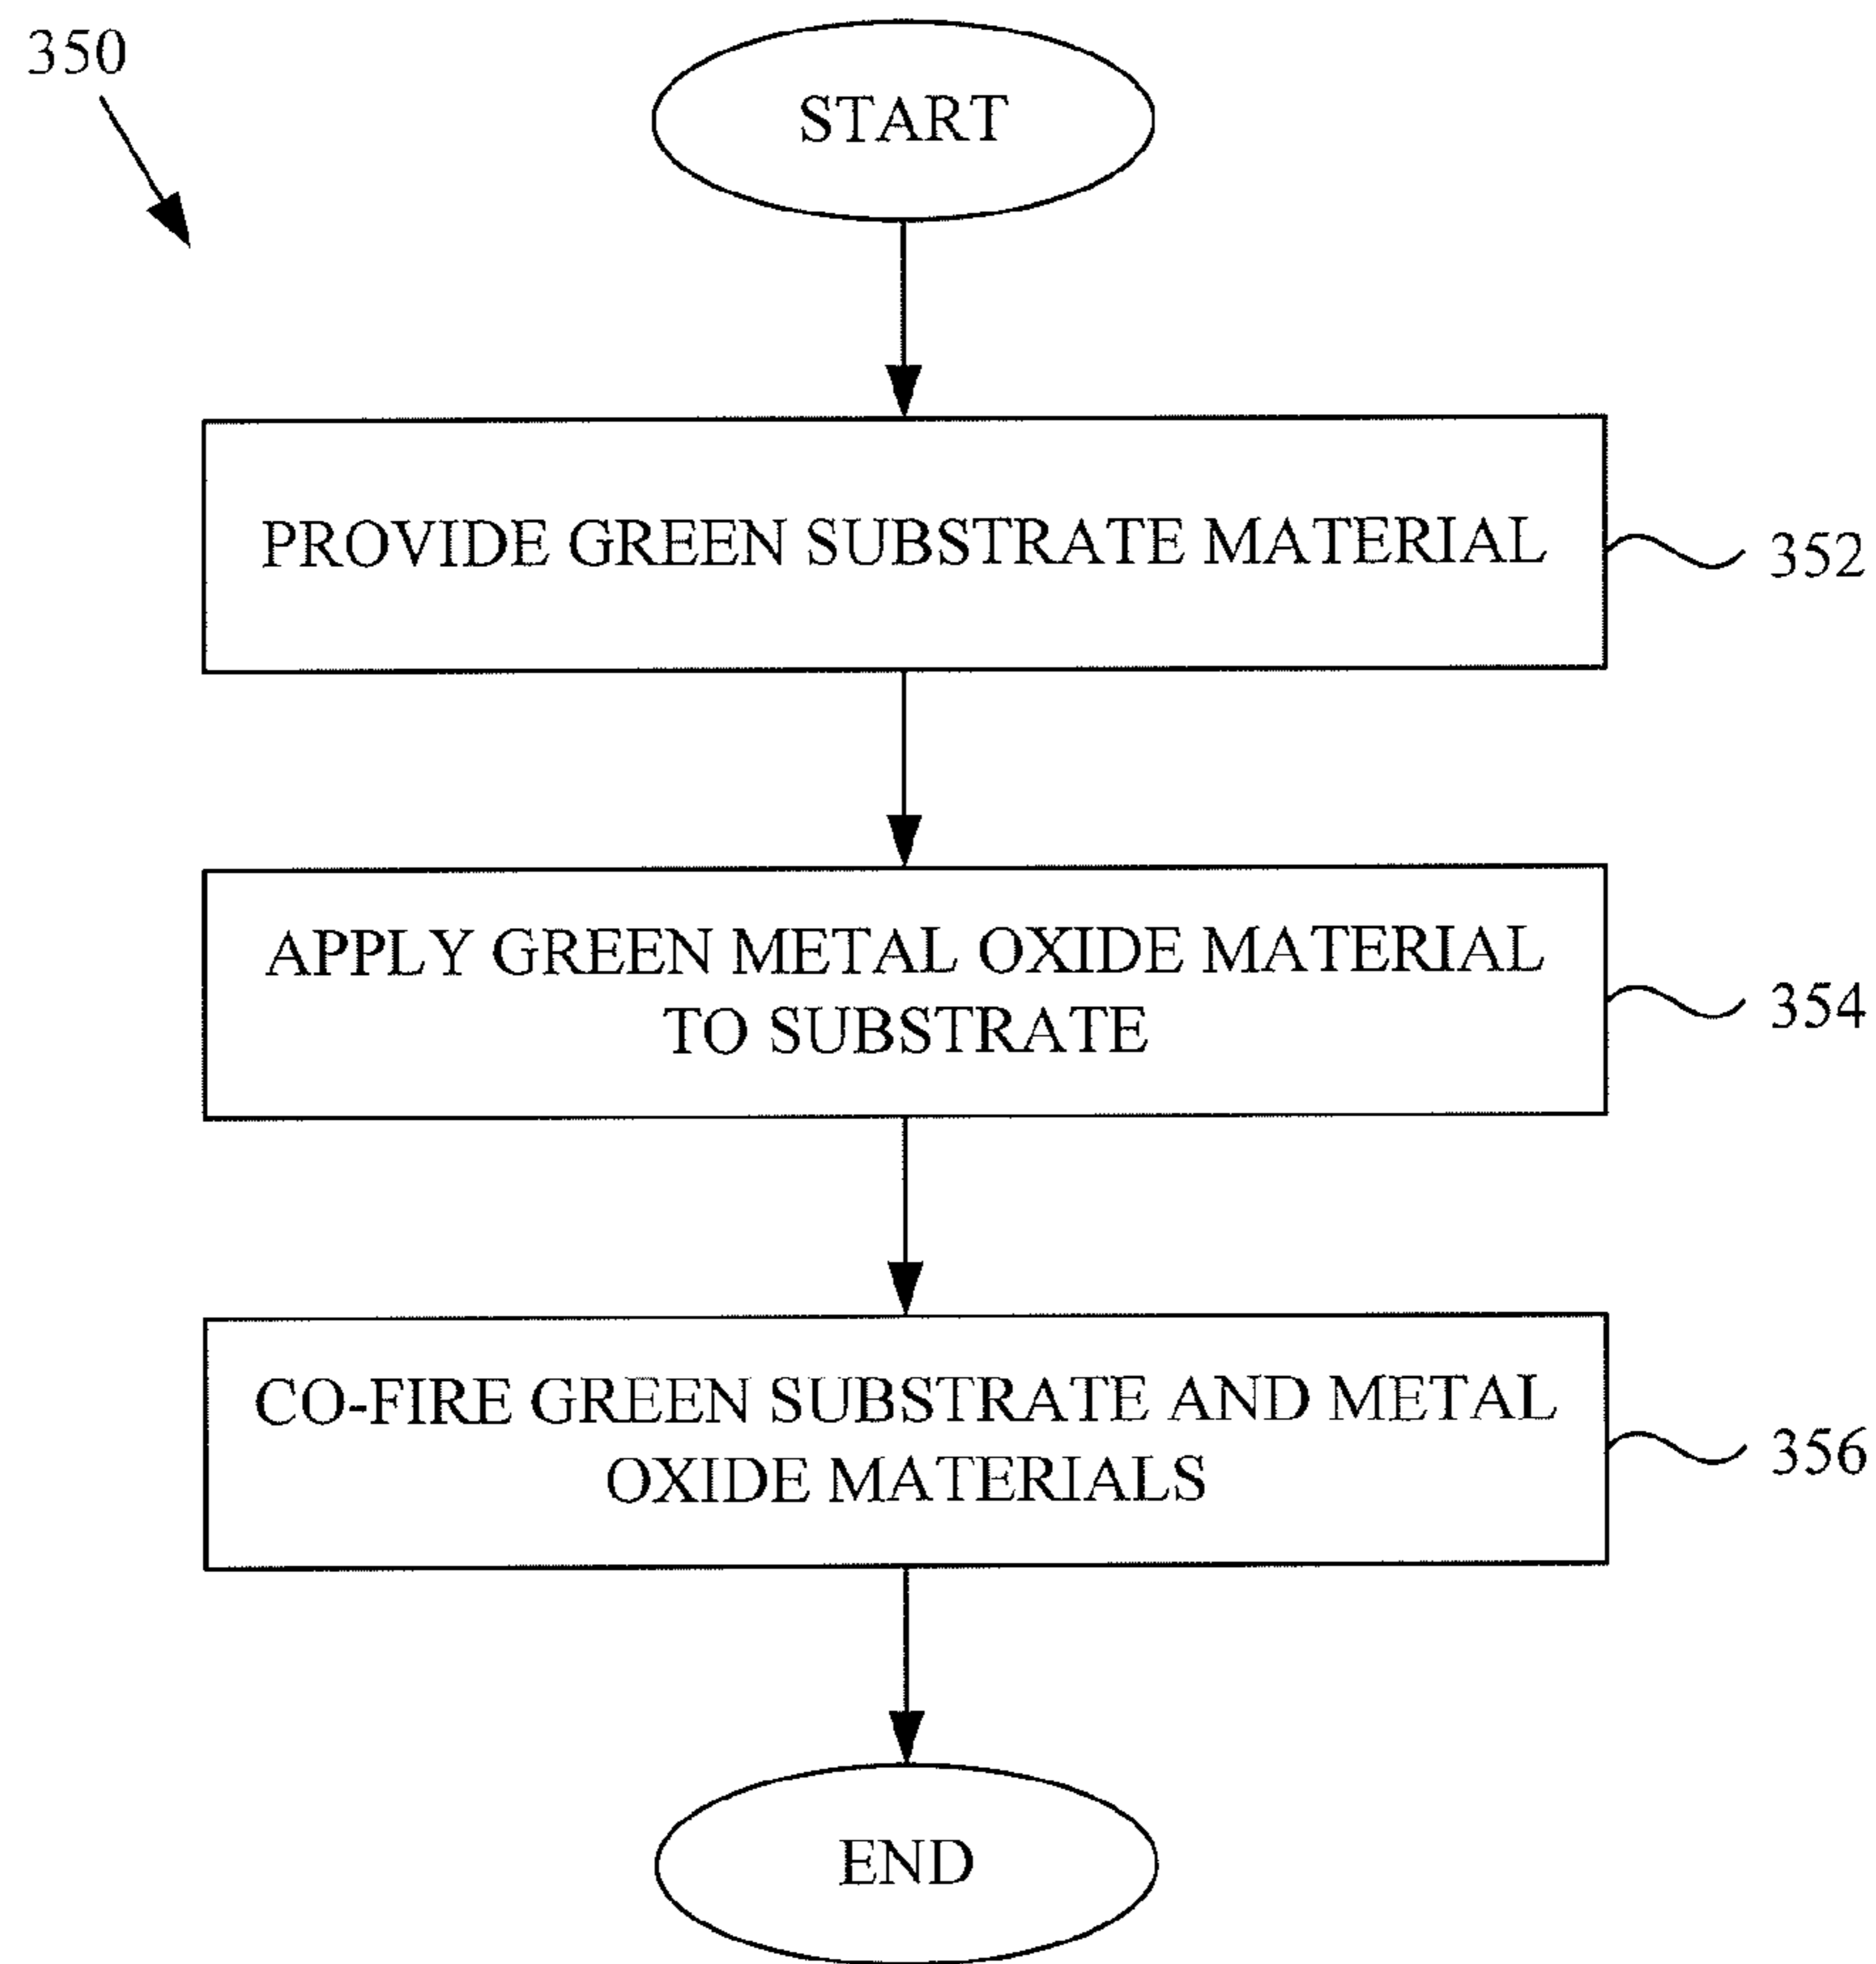 350
START
PROVIDE GREEN SUBSTRATE MATERIAL
352
APPLY GREEN METAL OXIDE MATERIAL
TO SUBSTRATE
354
CO-FIRE GREEN SUBSTRATE AND METAL
OXIDE MATERIALS
356
END